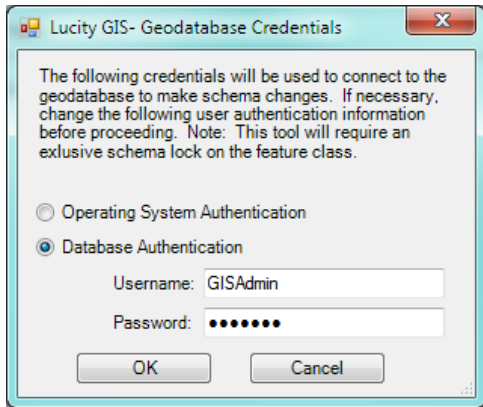 Lucity GIS- Geodatabase Credentials
The following credentials will be used to connect to the
geodatabase to make schema changes. If necessary,
change the following user authentication information
before proceeding. Note: This tool will require an
exlusive schema lock on the feature class.
Operating System Authentication
Database Authentication
Username: GISAdmin
Password: ●●●●●●●
OK Cancel